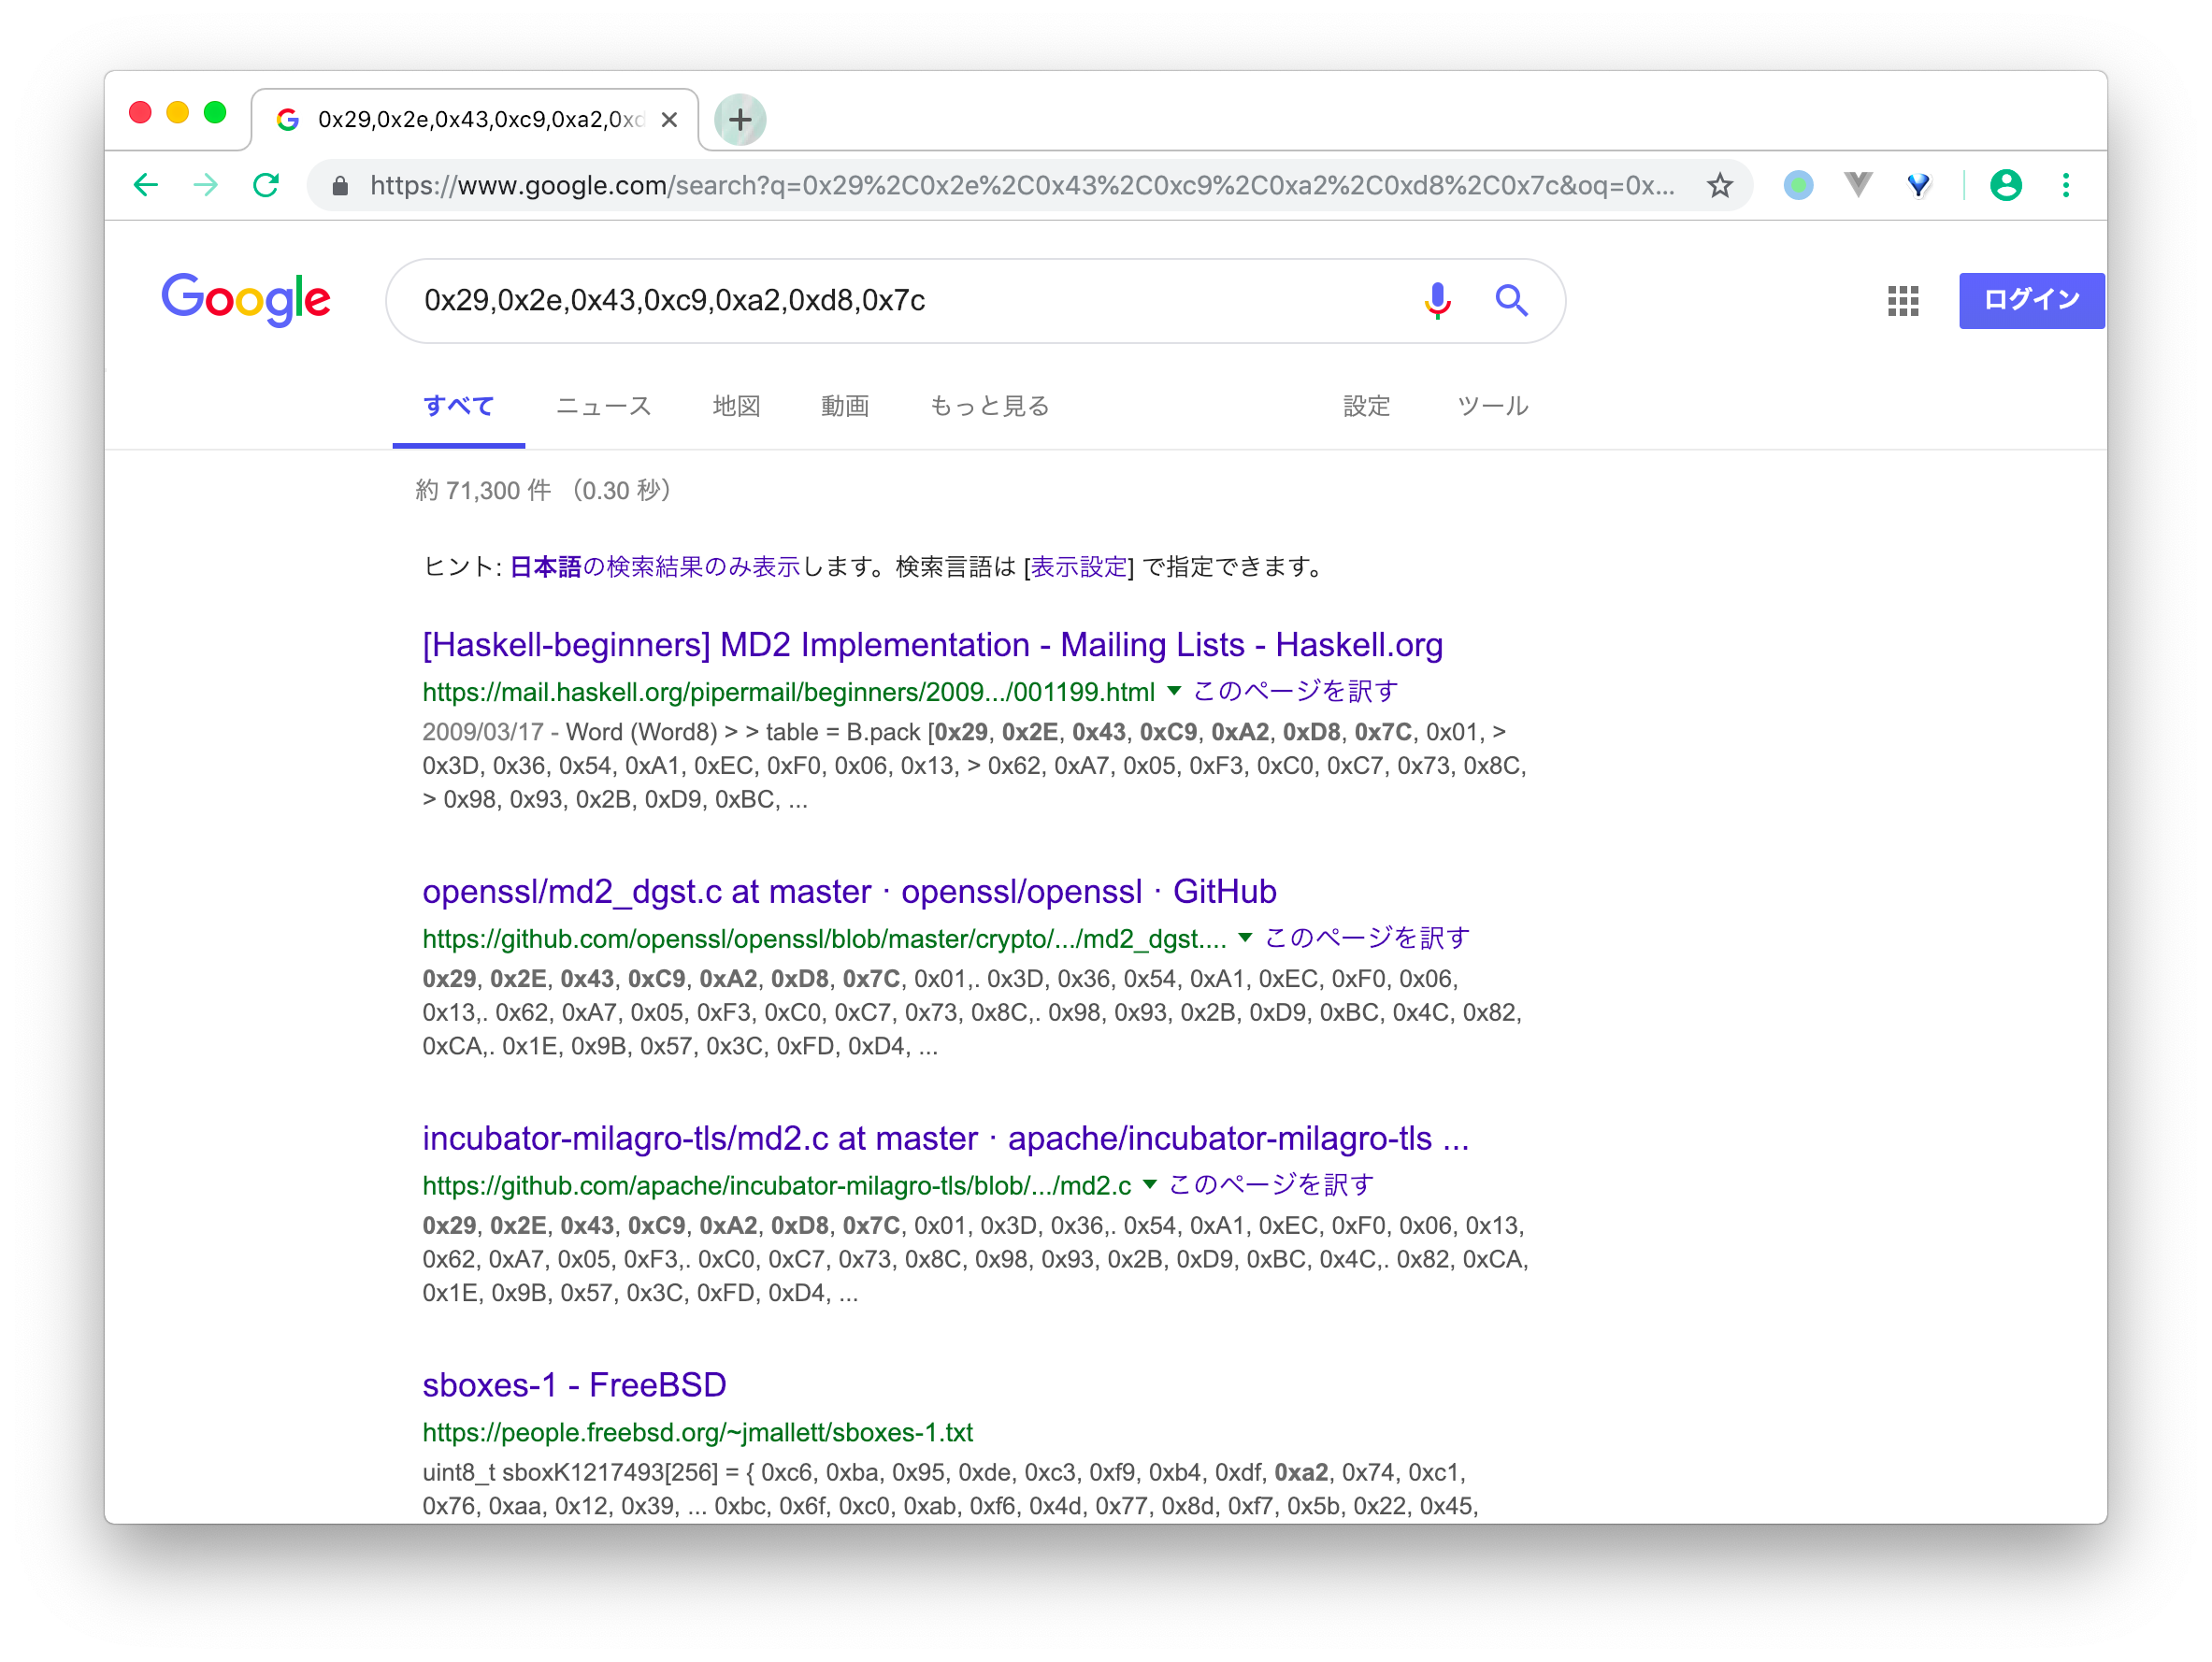 0x29,0x2e,0x43,0xc9,0xa2,0xd
https://www.google.com/search?q=0x29%2C0x2e%2C0x43%2C0xc9%2C0xa2%2C0xd8%2C0x7c&oq=0x...
Google
0x29,0x2e,0x43,0xc9,0xa2,0xd8,0x7c
ログイン
すべて ニュース 地図 動画 もっと見る 設定 ツール
約 71,300 件 （0.30 秒）
ヒント: 日本語の検索結果のみ表示します。検索言語は [表示設定] で指定できます。
[Haskell-beginners] MD2 Implementation - Mailing Lists - Haskell.org
https://mail.haskell.org/pipermail/beginners/2009.../001199.html ▼ このページを訳す
2009/03/17 - Word (Word8) > > table = B.pack [0x29, 0x2E, 0x43, 0xC9, 0xA2, 0xD8, 0x7C, 0x01, >
0x3D, 0x36, 0x54, 0xA1, 0xEC, 0xF0, 0x06, 0x13, > 0x62, 0xA7, 0x05, 0xF3, 0xC0, 0xC7, 0x73, 0x8C,
> 0x98, 0x93, 0x2B, 0xD9, 0xBC, ...
openssl/md2_dgst.c at master · openssl/openssl · GitHub
https://github.com/openssl/openssl/blob/master/crypto/.../md2_dgst.... ▼ このページを訳す
0x29, 0x2E, 0x43, 0xC9, 0xA2, 0xD8, 0x7C, 0x01,. 0x3D, 0x36, 0x54, 0xA1, 0xEC, 0xF0, 0x06,
0x13,. 0x62, 0xA7, 0x05, 0xF3, 0xC0, 0xC7, 0x73, 0x8C,. 0x98, 0x93, 0x2B, 0xD9, 0xBC, 0x4C, 0x82,
0xCA,. 0x1E, 0x9B, 0x57, 0x3C, 0xFD, 0xD4, ...
incubator-milagro-tls/md2.c at master · apache/incubator-milagro-tls ...
https://github.com/apache/incubator-milagro-tls/blob/.../md2.c ▼ このページを訳す
0x29, 0x2E, 0x43, 0xC9, 0xA2, 0xD8, 0x7C, 0x01, 0x3D, 0x36,. 0x54, 0xA1, 0xEC, 0xF0, 0x06, 0x13,
0x62, 0xA7, 0x05, 0xF3,. 0xC0, 0xC7, 0x73, 0x8C, 0x98, 0x93, 0x2B, 0xD9, 0xBC, 0x4C,. 0x82, 0xCA,
0x1E, 0x9B, 0x57, 0x3C, 0xFD, 0xD4, ...
sboxes-1 - FreeBSD
https://people.freebsd.org/~jmallett/sboxes-1.txt
uint8_t sboxK1217493[256] = { 0xc6, 0xba, 0x95, 0xde, 0xc3, 0xf9, 0xb4, 0xdf, 0xa2, 0x74, 0xc1,
0x76, 0xaa, 0x12, 0x39, ... 0xbc, 0x6f, 0xc0, 0xab, 0xf6, 0x4d, 0x77, 0x8d, 0xf7, 0x5b, 0x22, 0x45,